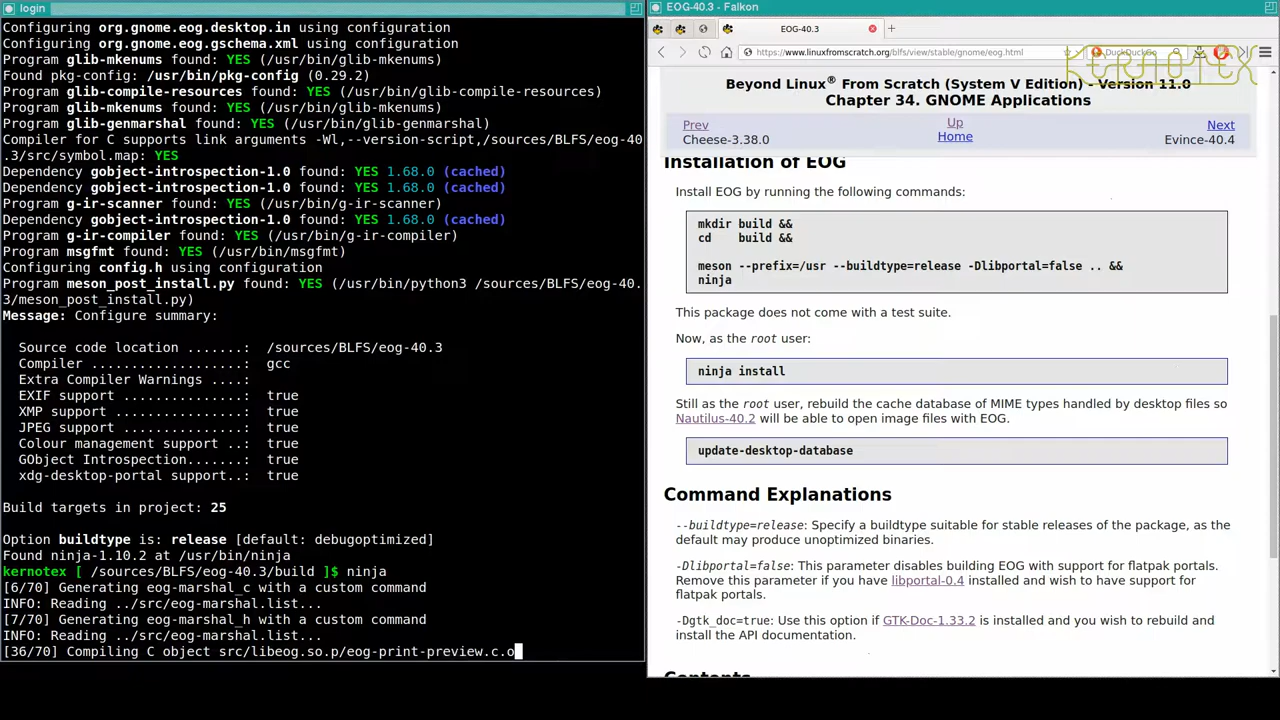 login
Configuring org.gnome.eog.desktop.in using configuration
Configuring org.gnome.eog.gschema.xml using configuration
Program glib-mkenums found: YES (/usr/bin/glib-mkenums)
Found pkg-config: /usr/bin/pkg-config (0.29.2)
Program glib-compile-resources found: YES (/usr/bin/glib-compile-resources)
Program glib-mkenums found: YES (/usr/bin/glib-mkenums)
Program glib-genmarshal found: YES (/usr/bin/glib-genmarshal)
Compiler for C supports link arguments -Wl,--version-script,/sources/BLFS/eog-40
.3/src/symbol.map: YES
Dependency gobject-introspection-1.0 found: YES 1.68.0 (cached)
Dependency gobject-introspection-1.0 found: YES 1.68.0 (cached)
Program g-ir-scanner found: YES (/usr/bin/g-ir-scanner)
Dependency gobject-introspection-1.0 found: YES 1.68.0 (cached)
Program g-ir-compiler found: YES (/usr/bin/g-ir-compiler)
Program msgfmt found: YES (/usr/bin/msgfmt)
Configuring config.h using configuration
Program meson_post_install.py found: YES (/usr/bin/python3 /sources/BLFS/eog-40.
3/meson_post_install.py)
Message: Configure summary:
Source code location .......: /sources/BLFS/eog-40.3
Compiler ...................: gcc
Extra Compiler Warnings ....:
EXIF support ...............: true
XMP support ................: true
JPEG support ...............: true
Colour management support ..: true
GObject Introspection.......: true
xdg-desktop-portal support..: true
Build targets in project: 25
Option buildtype is: release [default: debugoptimized]
Found ninja-1.10.2 at /usr/bin/ninja
kernotex [ /sources/BLFS/eog-40.3/build ]$ ninja
[6/70] Generating eog-marshal_c with a custom command
INFO: Reading ../src/eog-marshal.list...
[7/70] Generating eog-marshal_h with a custom command
INFO: Reading ../src/eog-marshal.list...
[36/70] Compiling C object src/libeog.so.p/eog-print-preview.c.o
EOG-40.3 - Falkon
EOG-40.3
https://www.linuxfromscratch.org/blfs/view/stable/gnome/eog.html
DuckDuckGo
KERNOTEX
Beyond Linux® From Scratch (System V Edition) - Version 11.0
Chapter 34. GNOME Applications
Prev Up Next
Cheese-3.38.0 Home Evince-40.4
Installation of EOG
Install EOG by running the following commands:
mkdir build &&
cd    build &&
meson --prefix=/usr --buildtype=release -Dlibportal=false .. &&
ninja
This package does not come with a test suite.
Now, as the root user:
ninja install
Still as the root user, rebuild the cache database of MIME types handled by desktop files so
Nautilus-40.2 will be able to open image files with EOG.
update-desktop-database
Command Explanations
--buildtype=release: Specify a buildtype suitable for stable releases of the package, as the
default may produce unoptimized binaries.
-Dlibportal=false: This parameter disables building EOG with support for flatpak portals.
Remove this parameter if you have libportal-0.4 installed and wish to have support for
flatpak portals.
-Dgtk_doc=true: Use this option if GTK-Doc-1.33.2 is installed and you wish to rebuild and
install the API documentation.
Contents